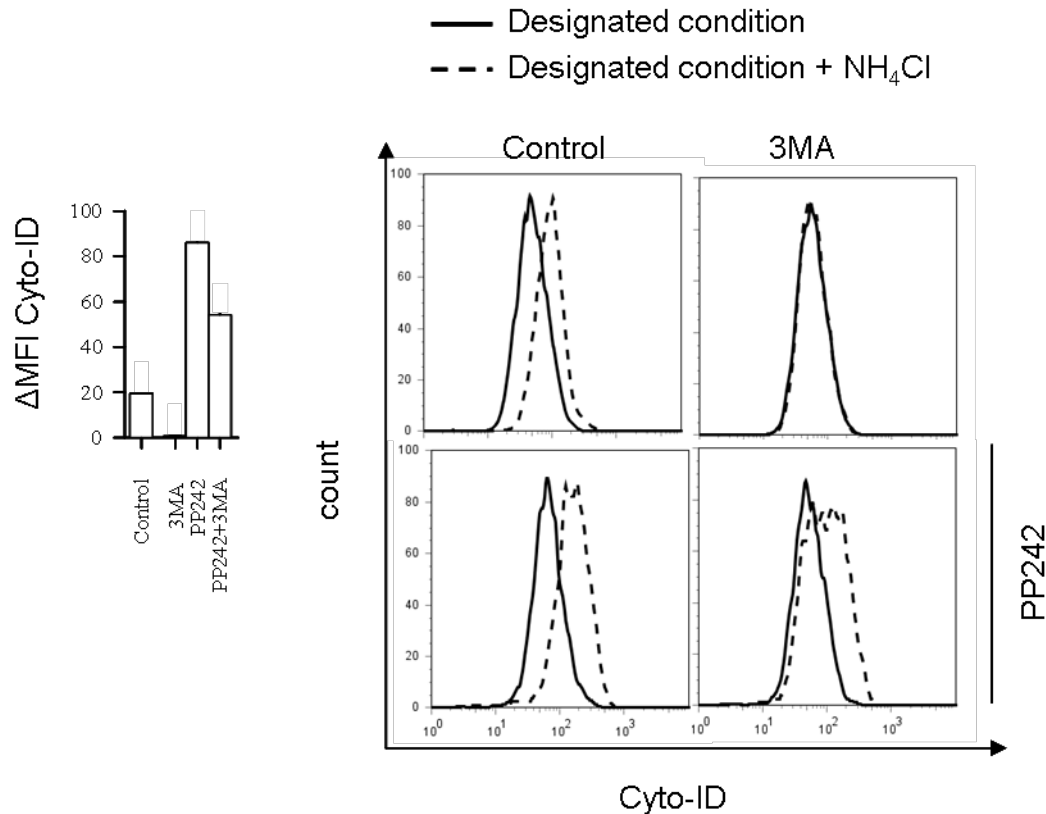 Designated condition
Designated condition + NH₄Cl
Control
3MA
ΔMFI Cyto-ID
100
80
60
40
20
0
Control
3MA
PP242
PP242+3MA
count
100
80
60
40
20
0
100
80
60
40
20
0
10⁰ 10¹ 10² 10³
10⁰ 10¹ 10² 10³
PP242
Cyto-ID